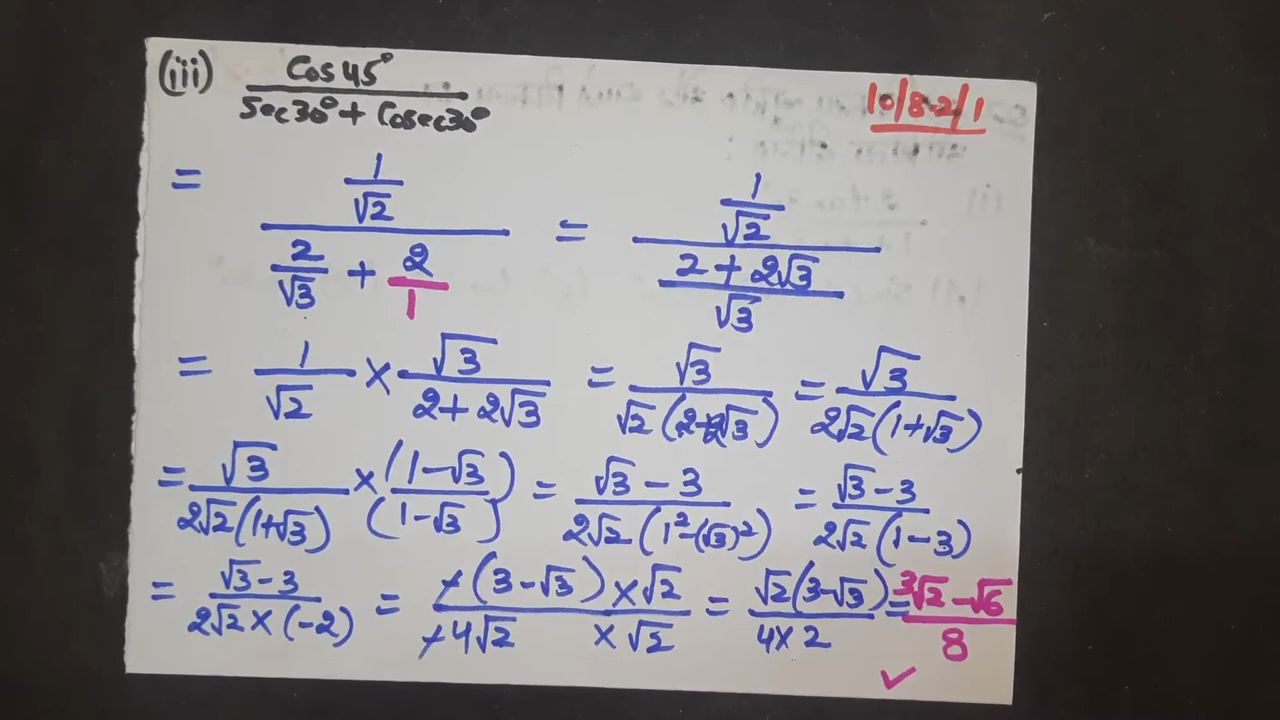 (iii) Cos45° / Sec30° + Cosec30°
10/8.2/1
= (1/√2) / (2/√3 + 2/1) = (1/√2) / ((2+2√3)/√3)
= 1/√2 × √3/(2+2√3) = √3/(√2(2+2√3)) = √3/(2√2(1+√3))
= √3/(2√2(1+√3)) × (1-√3)/(1-√3) = (√3-3)/(2√2(1²-(√3)²)) = (√3-3)/(2√2(1-3))
= (√3-3)/(2√2×(-2)) = (-(3-√3)×√2)/(-4√2 ×√2) = (√2(3-√3))/(4×2) = (3√2-√6)/8